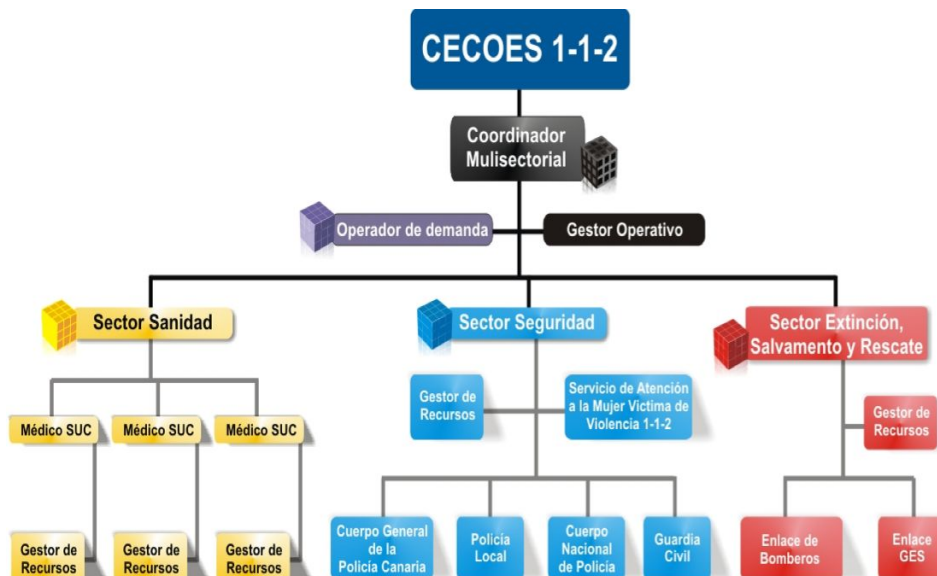 CECOES 1-1-2
Coordinador
Mulisectorial
Operador de demanda
Gestor Operativo
Sector Sanidad
Sector Seguridad
Sector Extinción,
Salvamento y Rescate
Gestor de
Recursos
Servicio de Atención
a la Mujer Víctima de
Violencia 1-1-2
Gestor de
Recursos
Médico SUC
Médico SUC
Médico SUC
Gestor de
Recursos
Gestor de
Recursos
Gestor de
Recursos
Cuerpo General
de la
Policía Canaria
Policía
Local
Cuerpo
Nacional
de Policía
Guardia
Civil
Enlace de
Bomberos
Enlace
GES